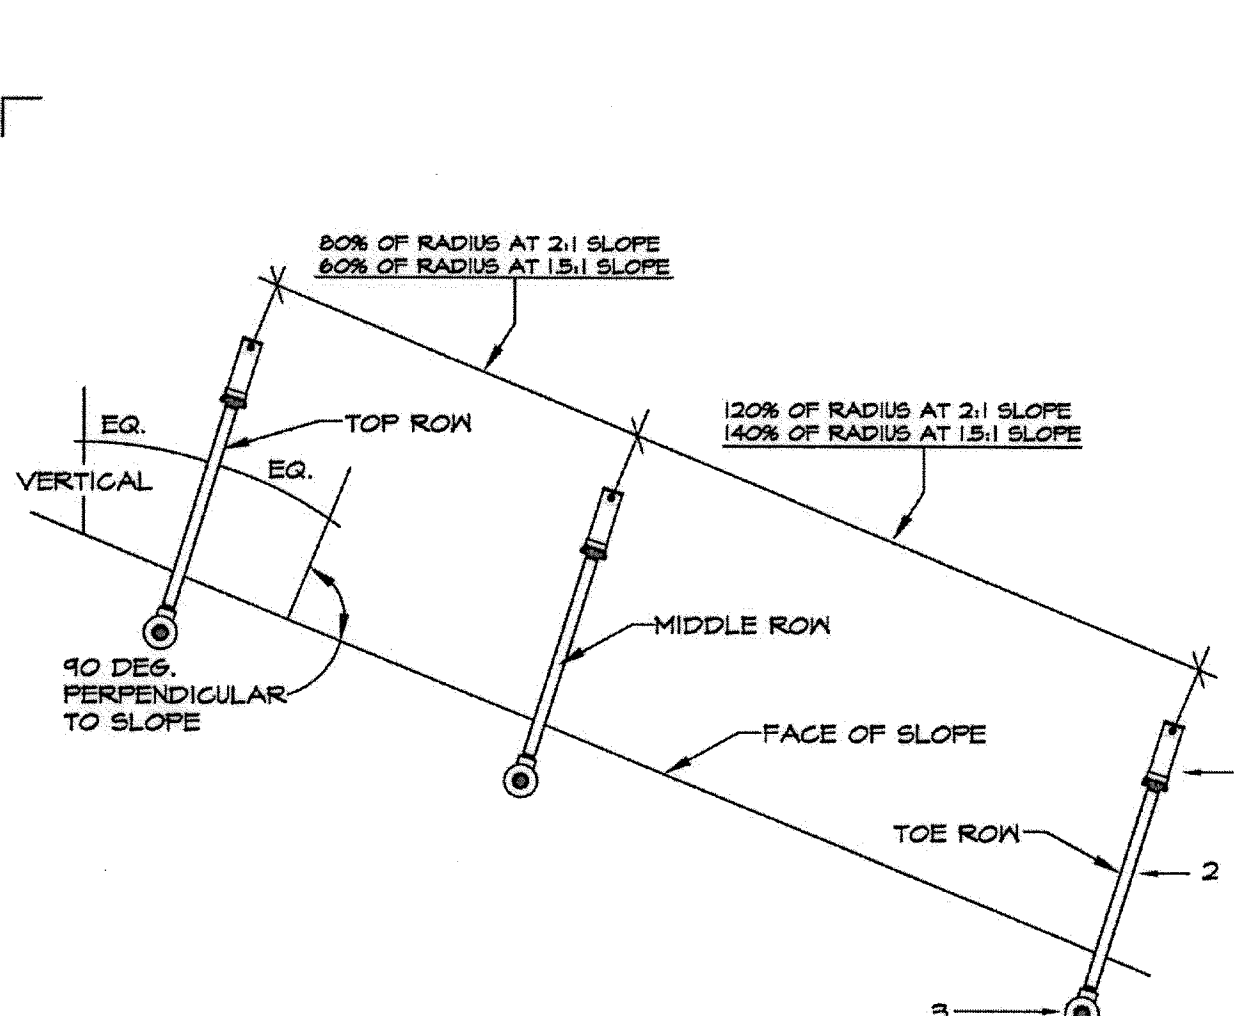 80% OF RADIUS AT 2:1 SLOPE
60% OF RADIUS AT 1.5:1 SLOPE
120% OF RADIUS AT 2:1 SLOPE
140% OF RADIUS AT 1.5:1 SLOPE
EQ.
TOP ROW
EQ.
VERTICAL
MIDDLE ROW
90 DEG.
PERPENDICULAR
TO SLOPE
FACE OF SLOPE
TOE ROW
2
3